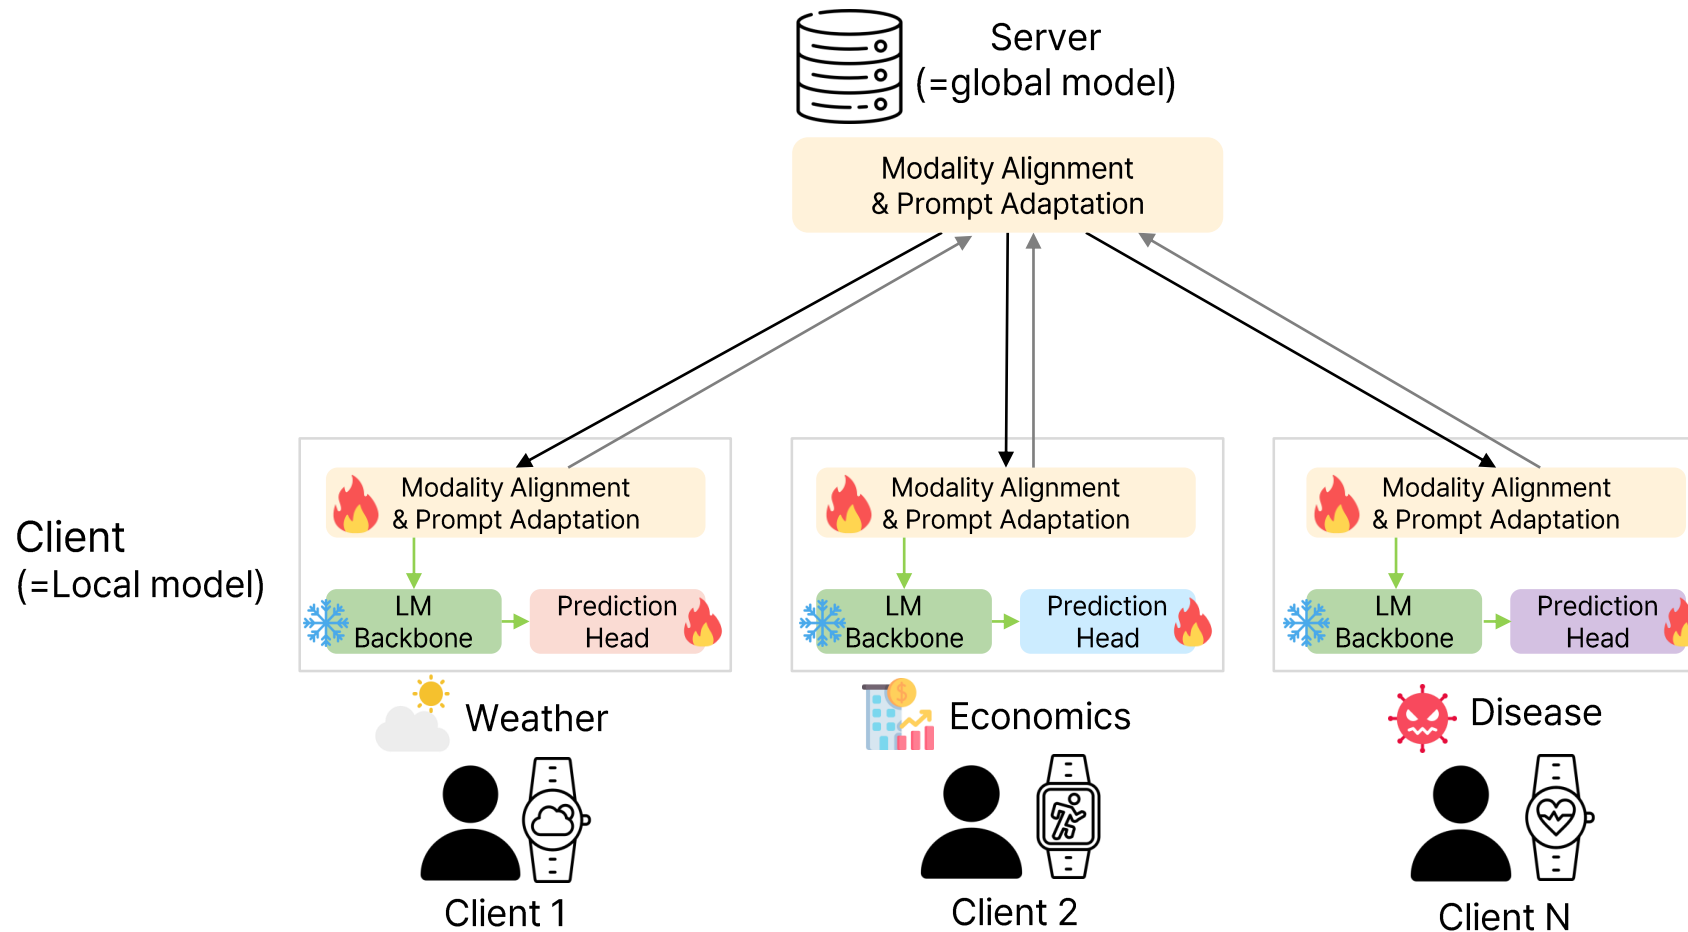 Server
(=global model)
Modality Alignment
& Prompt Adaptation
Client
(=Local model)
Modality Alignment
& Prompt Adaptation
LM
Backbone
Prediction
Head
Weather
Client 1
Modality Alignment
& Prompt Adaptation
LM
Backbone
Prediction
Head
$
Economics
Client 2
Modality Alignment
& Prompt Adaptation
LM
Backbone
Prediction
Head
Disease
Client N